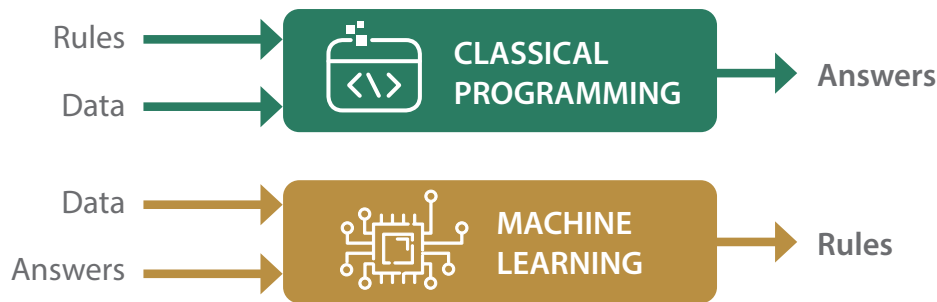 Rules
Data
CLASSICAL
PROGRAMMING
Answers
Data
Answers
MACHINE
LEARNING
Rules